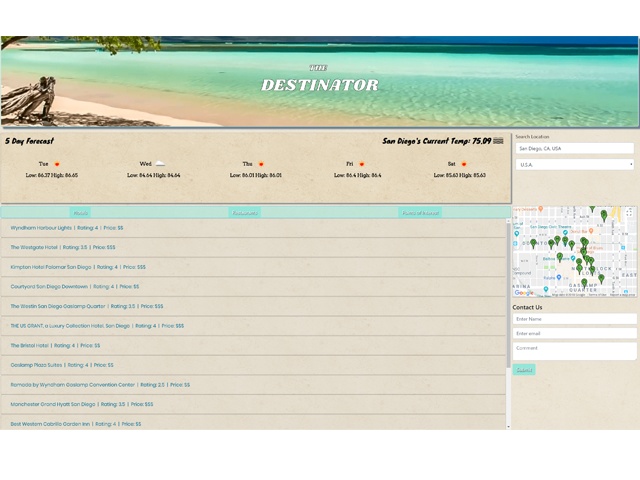 THE
DESTINATOR
5 Day Forecast
San Diego's Current Temp: 75.09
Tue
Wed
Thu
Fri
Sat
Low: 86.37 High: 86.65
Low: 84.64 High: 84.64
Low: 86.01 High: 86.01
Low: 86.4 High: 86.4
Low: 85.63 High: 85.63
Hotels
Restaurants
Points of Interest
Wyndham Harbour Lights | Rating: 4 | Price: $$
The Westgate Hotel | Rating: 3.5 | Price: $$$
Kimpton Hotel Palomar San Diego | Rating: 4 | Price: $$$
Courtyard San Diego Downtown | Rating: 4 | Price: $$
The Westin San Diego Gaslamp Quarter | Rating: 3.5 | Price: $$$
THE US GRANT, a Luxury Collection Hotel, San Diego | Rating: 4 | Price: $$$
The Bristol Hotel | Rating: 4 | Price: $$
Gaslamp Plaza Suites | Rating: 4 | Price: $$
Ramada by Wyndham Gaslamp Convention Center | Rating: 2.5 | Price: $$
Manchester Grand Hyatt San Diego | Rating: 3.5 | Price: $$$
Best Western Cabrillo Garden Inn | Rating: 4 | Price: $$
Search Location
San Diego, CA, USA
U.S.A.
San Diego Civic Theatre
GASLAMP
QUARTER
Google
Contact Us
Enter Name
Enter email
Comment
Submit